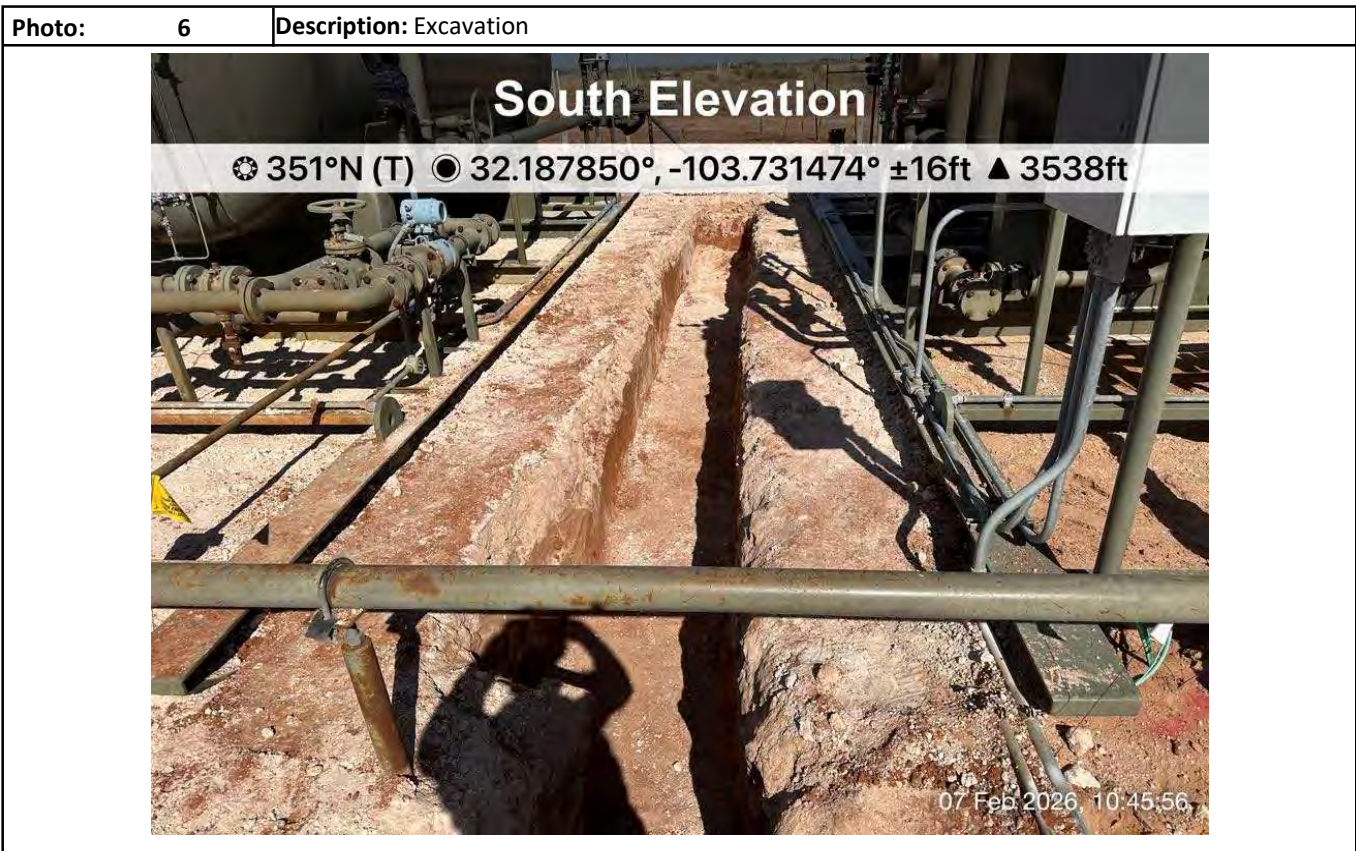 Photo: 6 Description: Excavation
South Elevation
351°N (T) 32.187850°, -103.731474° ±16ft ▲ 3538ft
07 Feb 2026, 10:45:56